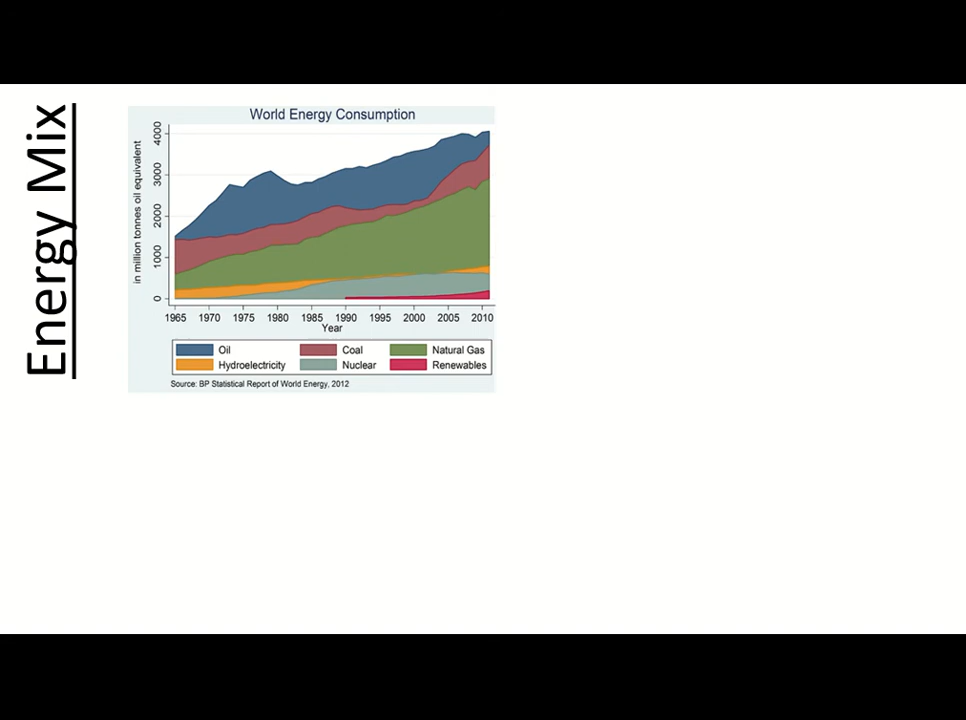 Energy Mix
World Energy Consumption
in million tonnes oil equivalent
4000
3000
2000
1000
0
1965 1970 1975 1980 1985 1990 1995 2000 2005 2010
Year
Oil Coal Natural Gas
Hydroelectricity Nuclear Renewables
Source: BP Statistical Report of World Energy, 2012